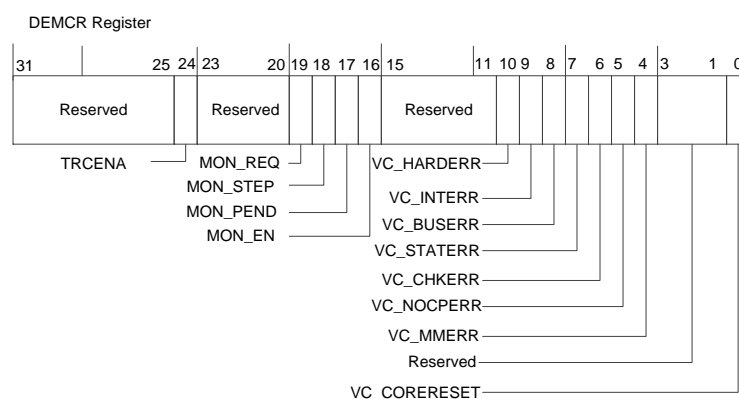 DEMCR Register
31 25 24 23 20 19 18 17 16 15 11 10 9 8 7 6 5 4 3 1 0
Reserved Reserved Reserved
TRCENA MON_REQ VC_HARDERR
MON_STEP
VC_INTERR
MON_PEND
VC_BUSERR
MON_EN
VC_STATERR
VC_CHKERR
VC_NOCPERR
VC_MMERR
Reserved
VC_CORERESET